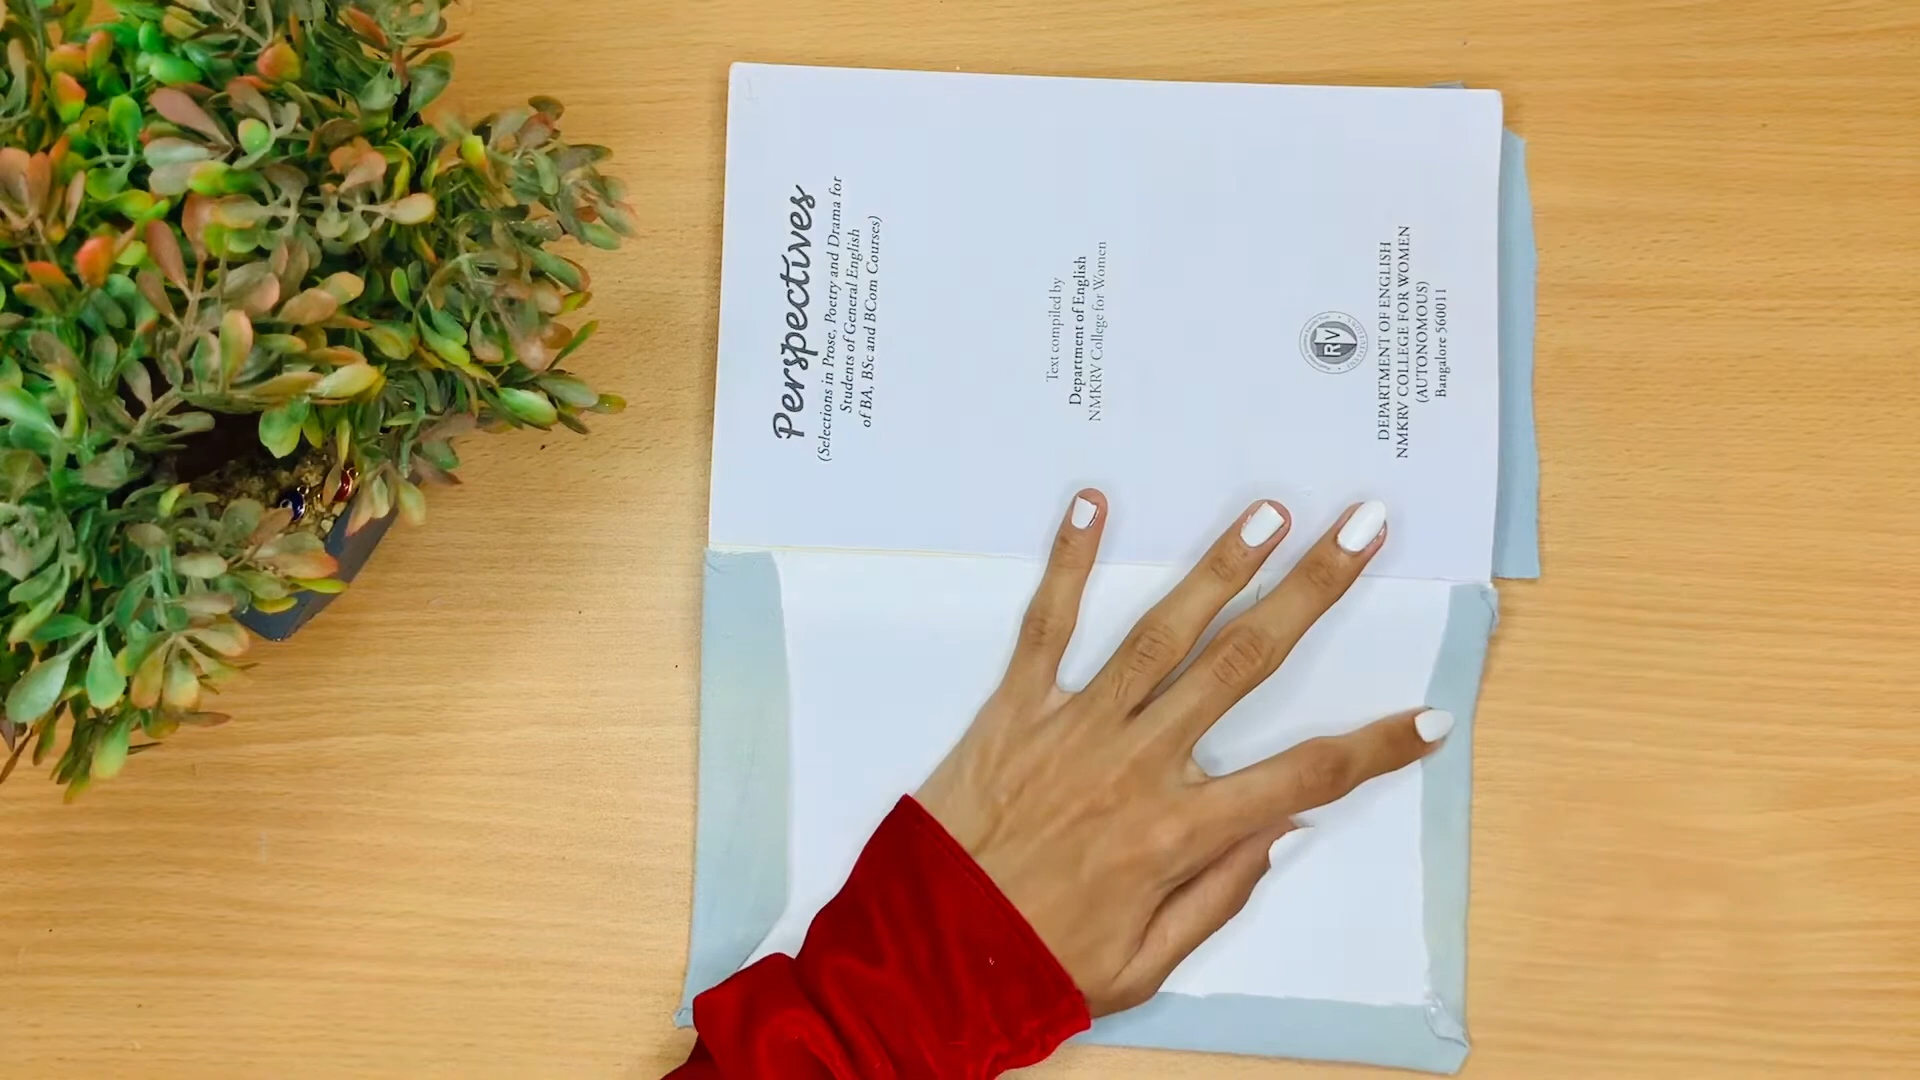 Perspectives
(Selections in Prose, Poetry and Drama for
Students of General English
of BA, BSc and BCom Courses)
Text compiled by
Department of English
NMKRV College for Women
RV
DEPARTMENT OF ENGLISH
NMKRV COLLEGE FOR WOMEN
(AUTONOMOUS)
Bangalore 560011